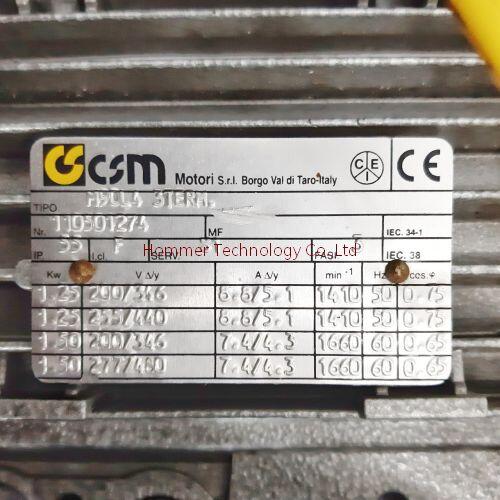 csm Motori S.r.l. Borgo Val di Taro-Italy
CEI
CE
TIPO M90L4 3TERM.
Nr. 110501274 MF IEC. 34-1
IP 55 I.cl. F SERV. FASI IEC. 38
Hammer Technology Co., Ltd
Kw V Δ/y A Δ/y min⁻¹ Hz cos.φ
1.25 200/346 6.8/5.1 1410 50 0.75
1.25 255/440 6.8/5.1 1410 50 0.75
1.50 200/346 7.4/4.3 1660 60 0.65
1.50 277/480 7.4/4.3 1660 60 0.65